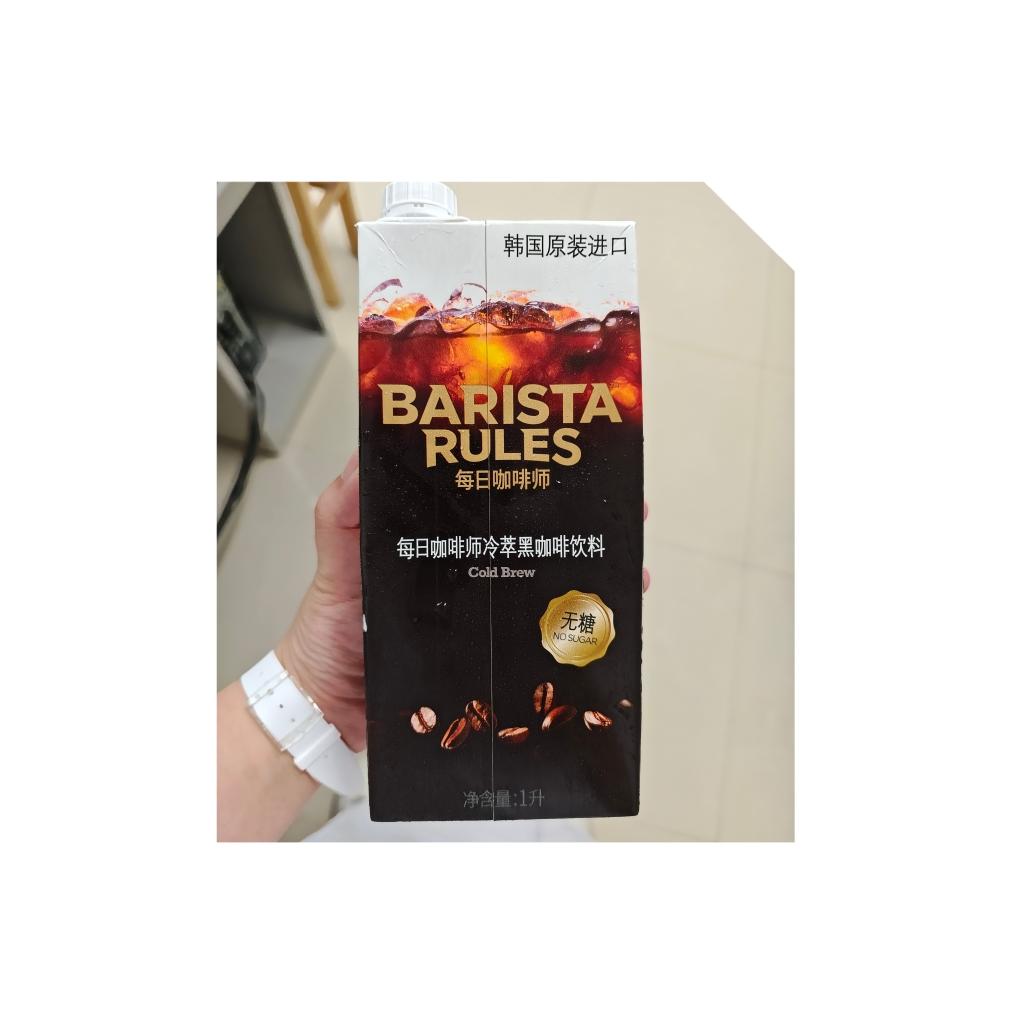 韩国原装进口
BARISTA
RULES
每日咖啡师
每日咖啡师冷萃黑咖啡饮料
Cold Brew
无糖
NO SUGAR
净含量:1升